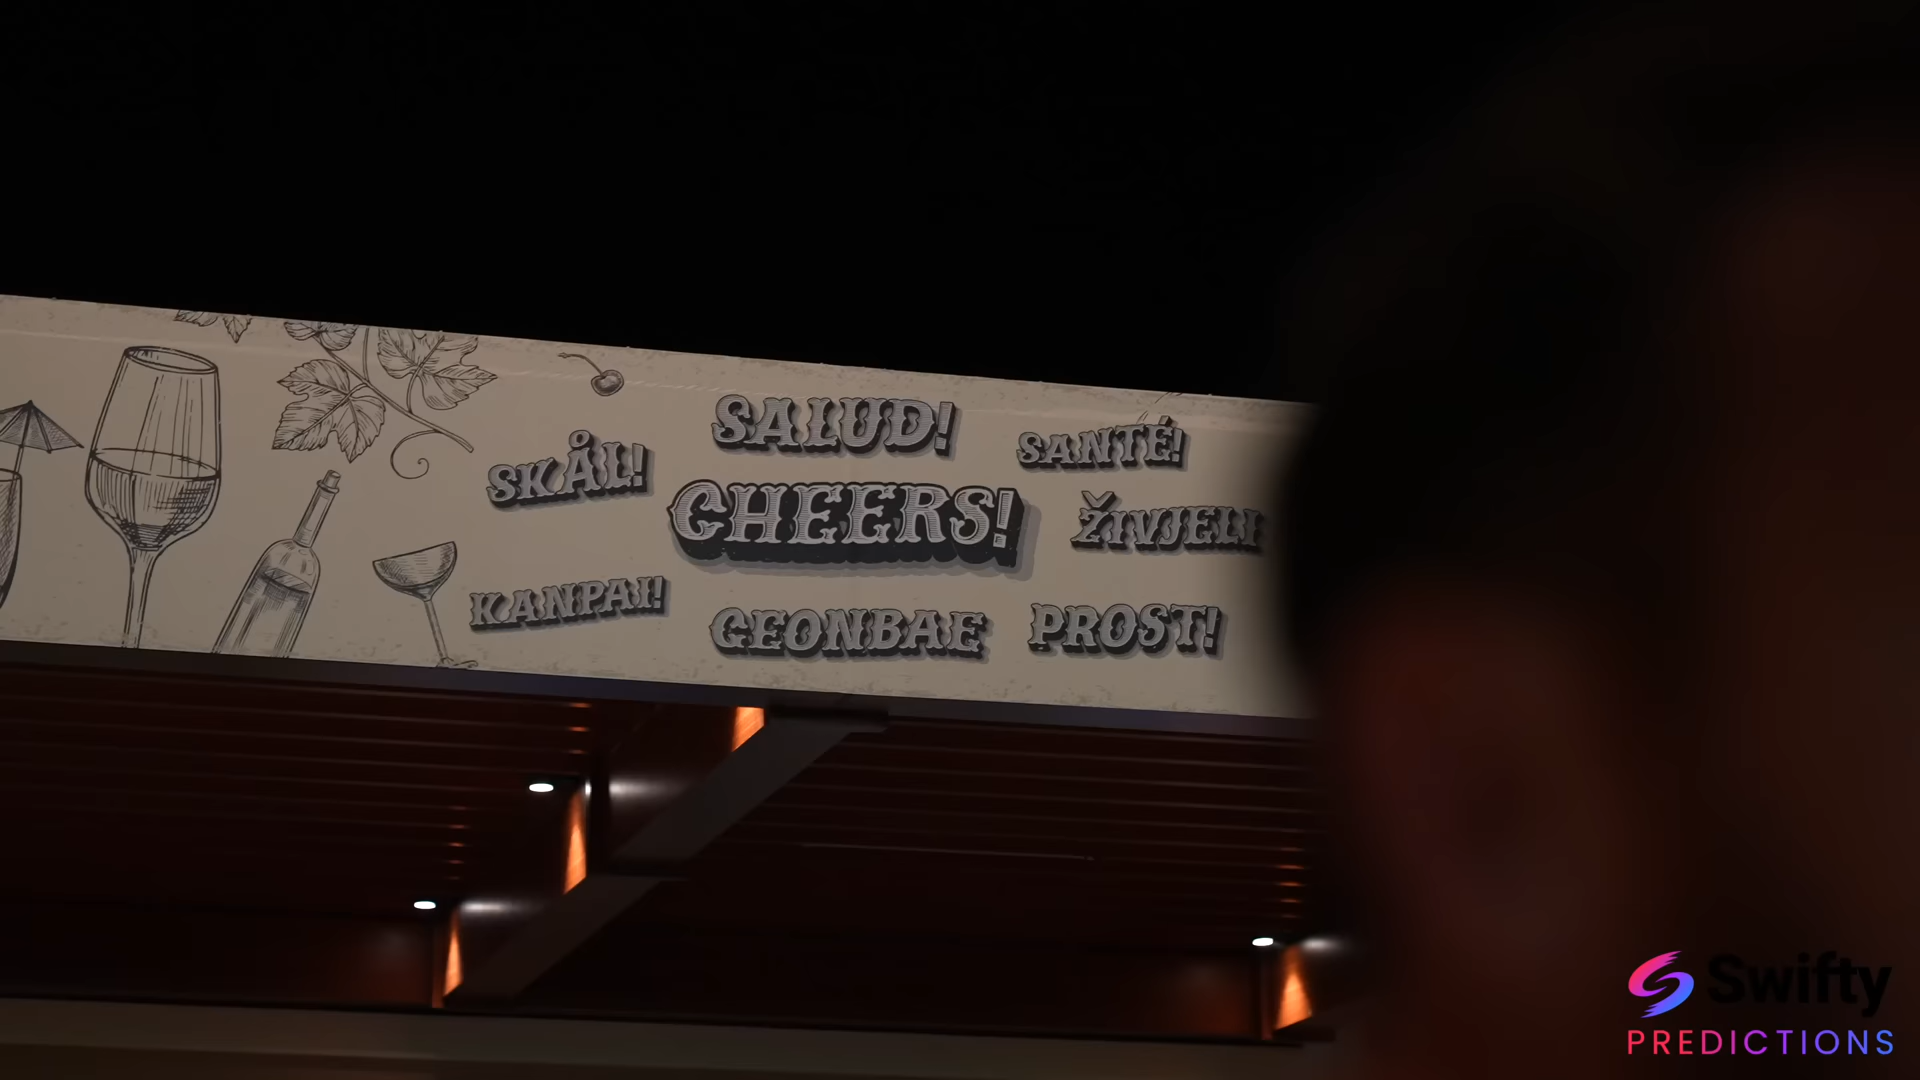 SALUD!
SKÅL!
SANTÉ!
CHEERS!
ŽIVJELI
KANPAI!
GEONBAE
PROST!
Swifty
PREDICTIONS